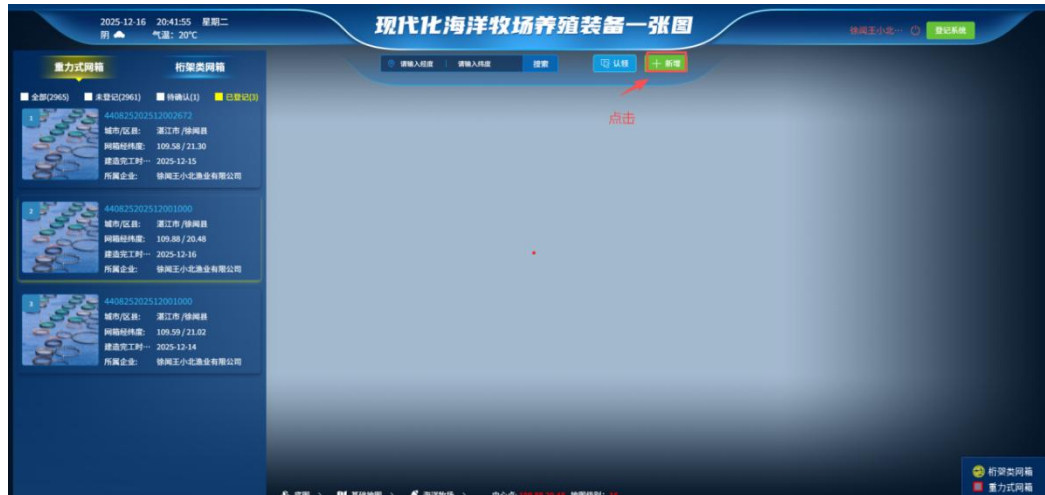 2025-12-16 20:41:55 星期二
阴 气温：20°C
现代化海洋牧场养殖装备一张图
徐闻王小北…
登记系统
重力式网箱 桁架类网箱
请输入经度 请输入纬度 搜索 认领 新增
点击
全部(2965) 未登记(2961) 待确认(1) 已登记(3)
1
440825202512002672
城市/区县： 湛江市 /徐闻县
网箱经纬度： 109.58 / 21.30
建造完工时… 2025-12-15
所属企业： 徐闻王小北渔业有限公司
2
440825202512001000
城市/区县： 湛江市 /徐闻县
网箱经纬度： 109.88 / 20.48
建造完工时… 2025-12-16
所属企业： 徐闻王小北渔业有限公司
3
440825202512001000
城市/区县： 湛江市 /徐闻县
网箱经纬度： 109.59 / 21.02
建造完工时… 2025-12-14
所属企业： 徐闻王小北渔业有限公司
桁架类网箱
重力式网箱